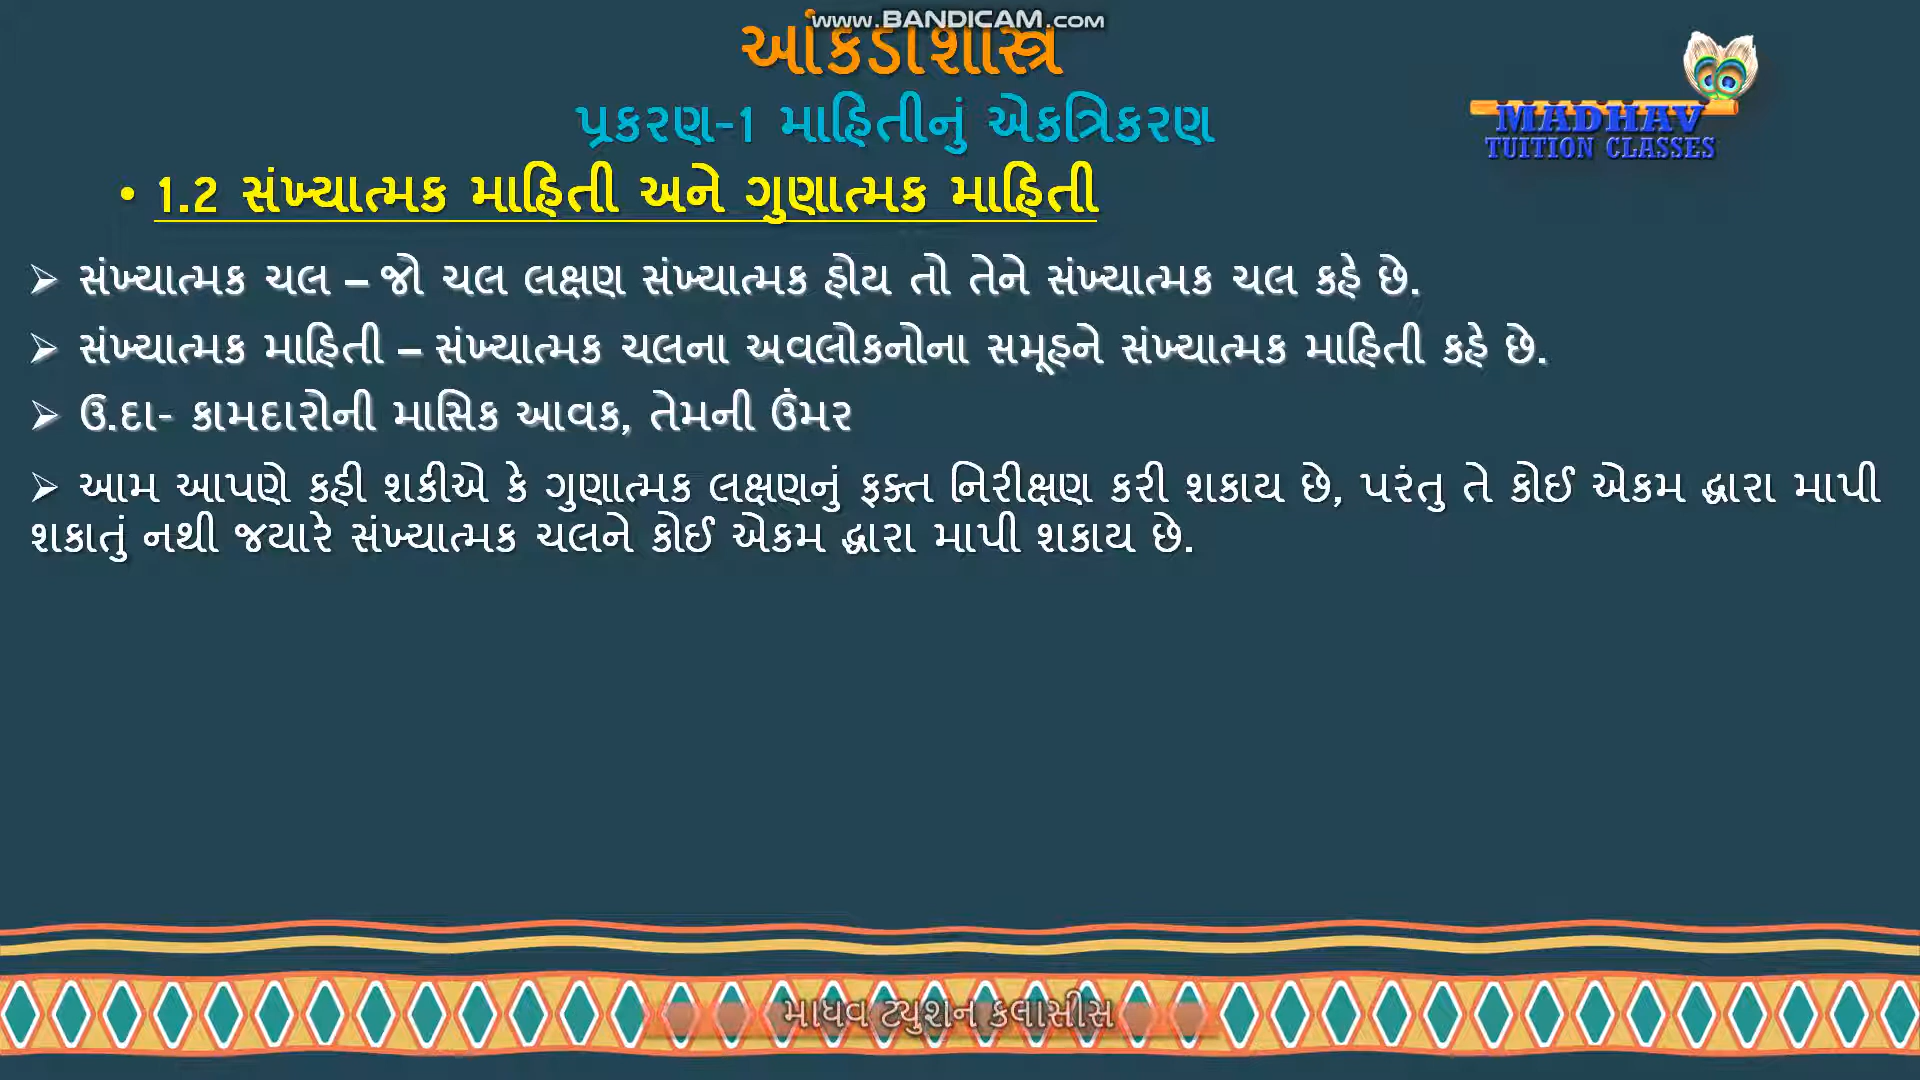 www.BANDICAM.com
આંકડાશાસ્ત્ર
પ્રકરણ-1 માહિતીનું એકત્રિકરણ
MADHAV
TUITION CLASSES
• 1.2 સંખ્યાત્મક માહિતી અને ગુણાત્મક માહિતી
➢ સંખ્યાત્મક ચલ – જો ચલ લક્ષણ સંખ્યાત્મક હોય તો તેને સંખ્યાત્મક ચલ કહે છે.
➢ સંખ્યાત્મક માહિતી – સંખ્યાત્મક ચલના અવલોકનોના સમૂહને સંખ્યાત્મક માહિતી કહે છે.
➢ ઉ.દા- કામદારોની માસિક આવક, તેમની ઉંમર
➢ આમ આપણે કહી શકીએ કે ગુણાત્મક લક્ષણનું ફક્ત નિરીક્ષણ કરી શકાય છે, પરંતુ તે કોઈ એકમ દ્વારા માપી
શકાતું નથી જયારે સંખ્યાત્મક ચલને કોઈ એકમ દ્વારા માપી શકાય છે.
માધવ ટ્યુશન કલાસીસ